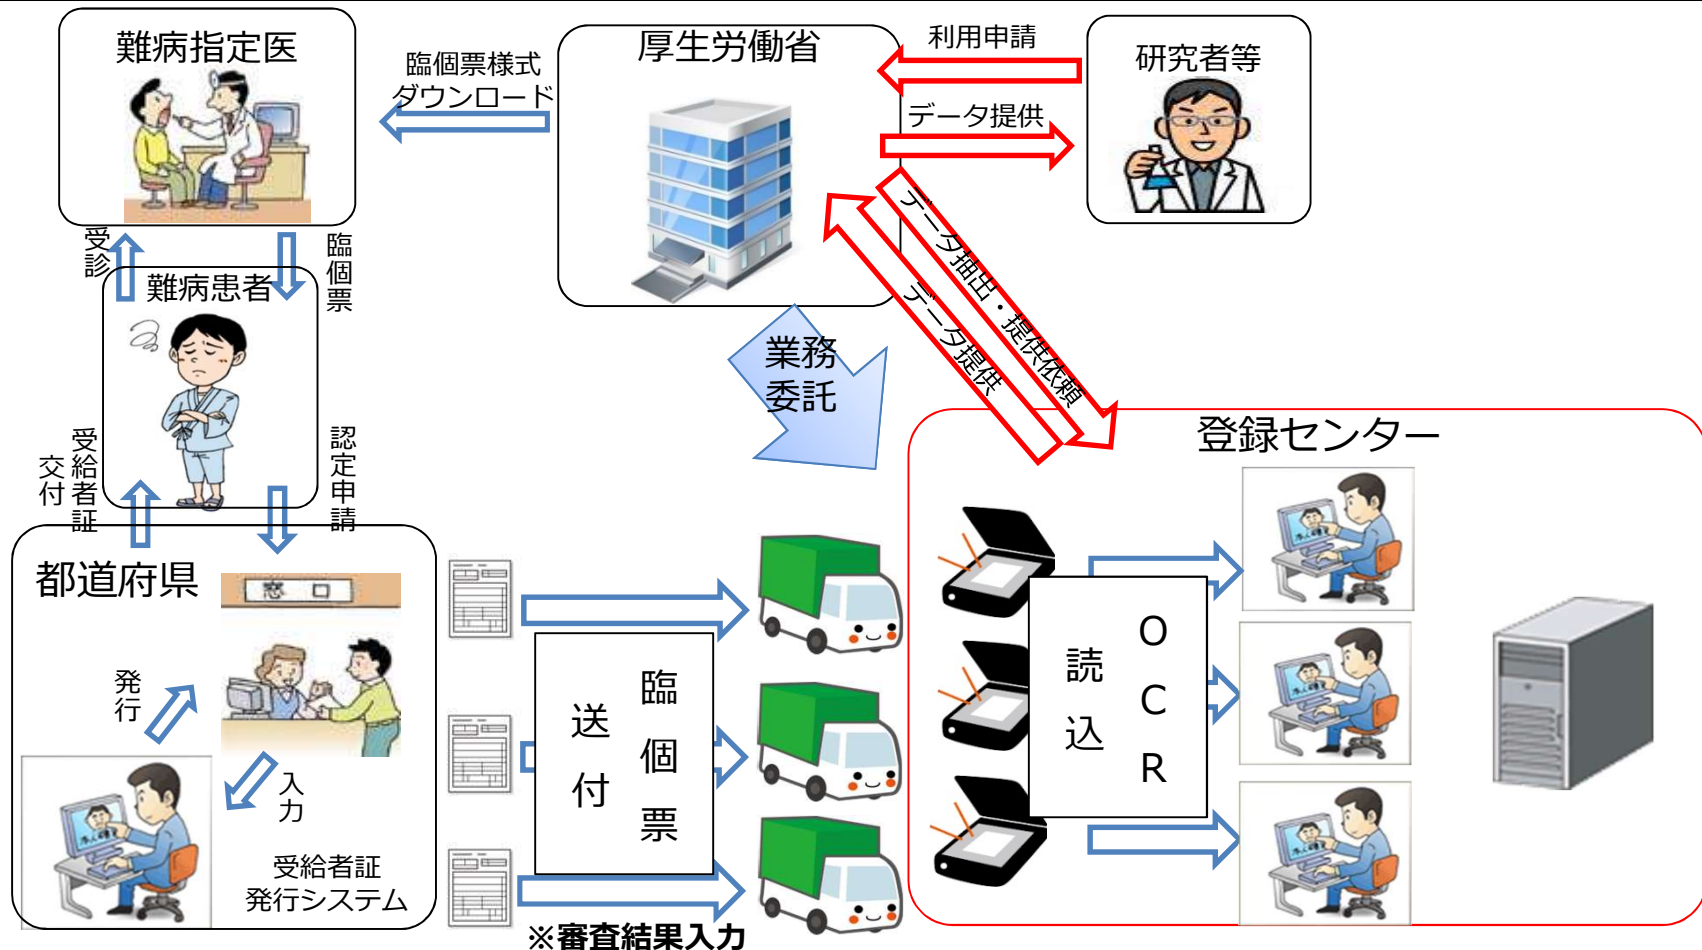 難病指定医
臨個票様式
ダウンロード
厚生労働省
利用申請
データ提供
研究者等
受診
臨個票
難病患者
データ抽出・提供依頼
データ提供
業務
委託
受給者証
交付
認定申請
登録センター
都道府県
窓口
発行
入力
受給者証
発行システム
臨個票
送付
※審査結果入力
OCR
読込